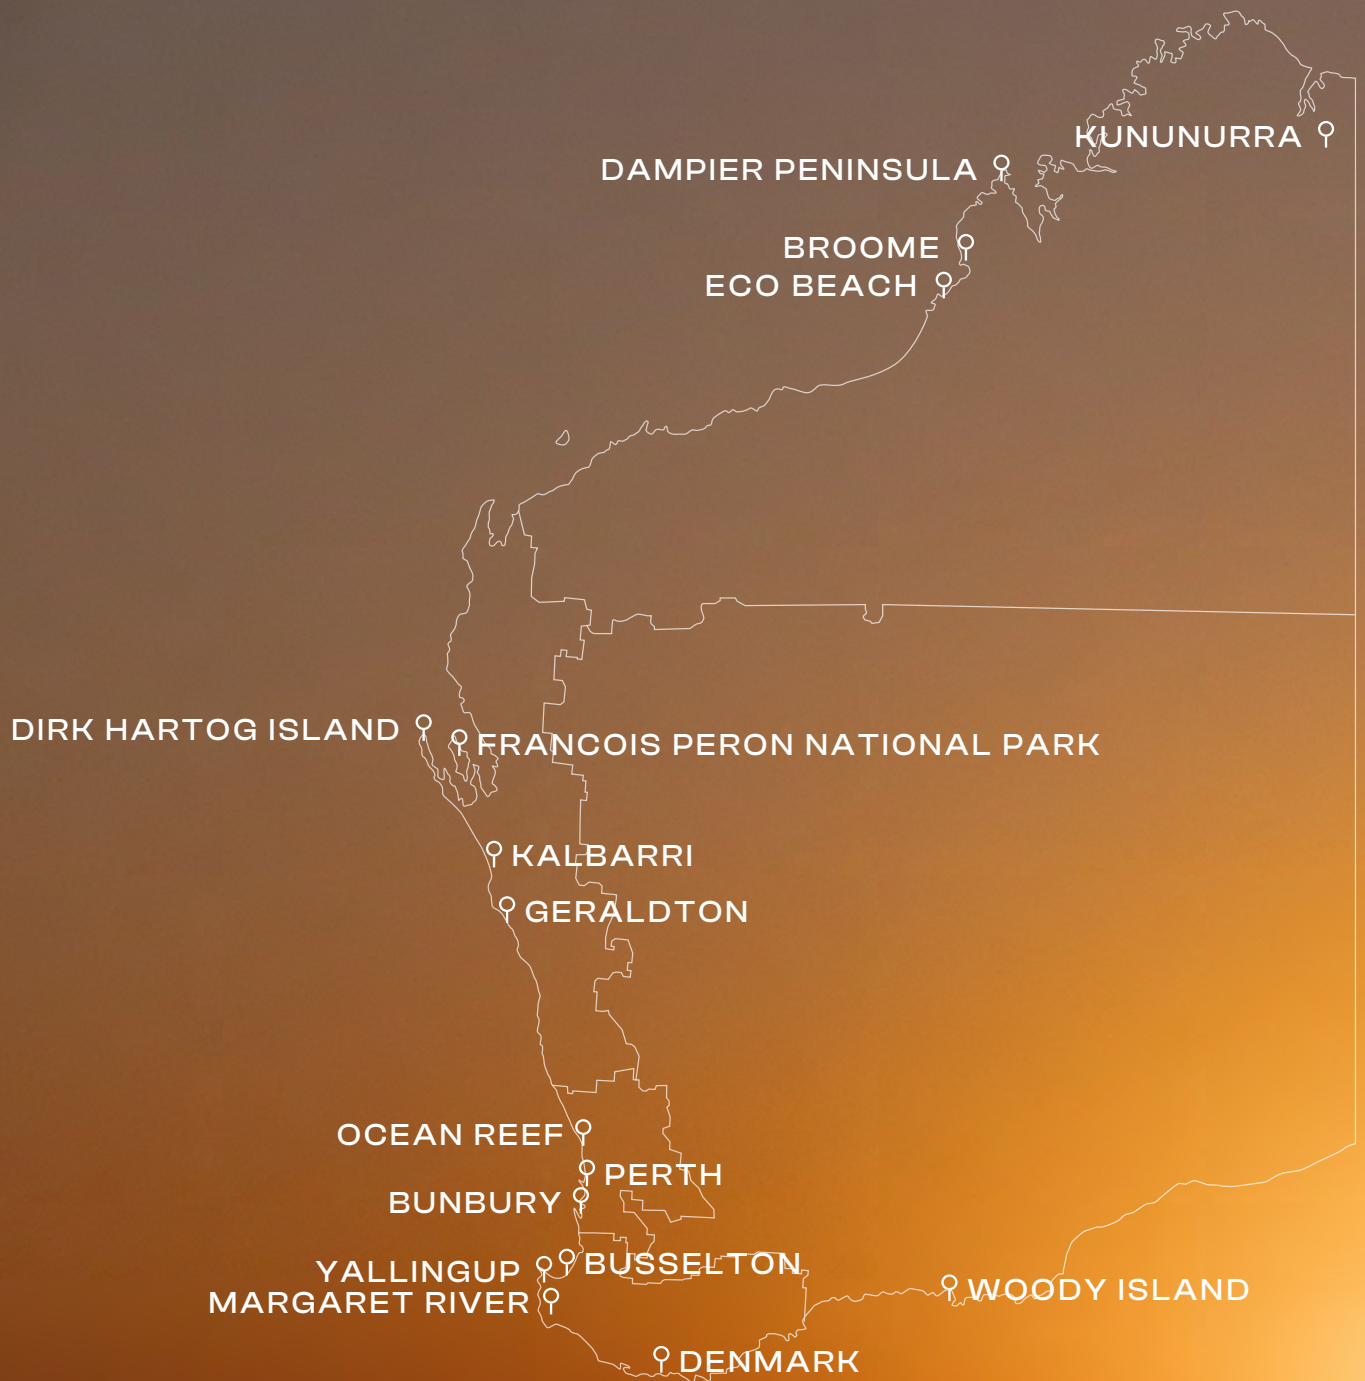 KUNUNURRA
DAMPIER PENINSULA
BROOME
ECO BEACH
DIRK HARTOG ISLAND
FRANCOIS PERON NATIONAL PARK
KALBARRI
GERALDTON
OCEAN REEF
PERTH
BUNBURY
BUSSELTON
YALLINGUP
WOODY ISLAND
MARGARET RIVER
DENMARK